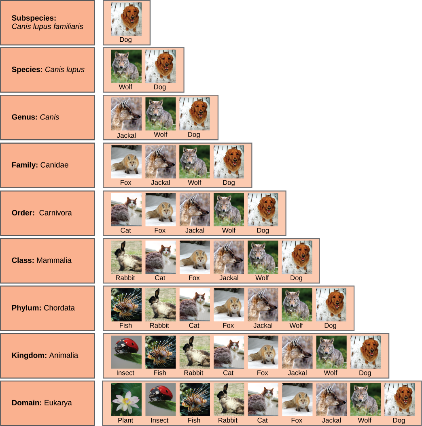 Subspecies:
Canis lupus familiaris
Dog
Species: Canis lupus
Wolf Dog
Genus: Canis
Jackal Wolf Dog
Family: Canidae
Fox Jackal Wolf Dog
Order: Carnivora
Cat Fox Jackal Wolf Dog
Class: Mammalia
Rabbit Cat Fox Jackal Wolf Dog
Phylum: Chordata
Fish Rabbit Cat Fox Jackal Wolf Dog
Kingdom: Animalia
Insect Fish Rabbit Cat Fox Jackal Wolf Dog
Domain: Eukarya
Plant Insect Fish Rabbit Cat Fox Jackal Wolf Dog